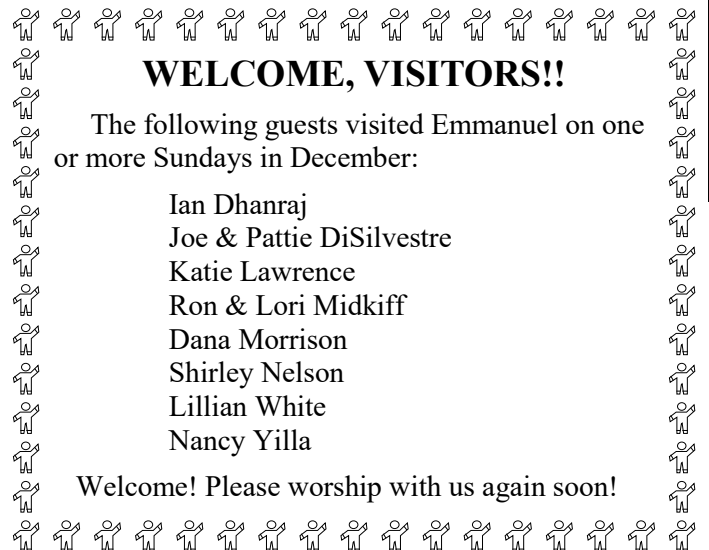 WELCOME, VISITORS!!
The following guests visited Emmanuel on one
or more Sundays in December:
Ian Dhanraj
Joe & Pattie DiSilvestre
Katie Lawrence
Ron & Lori Midkiff
Dana Morrison
Shirley Nelson
Lillian White
Nancy Yilla
Welcome! Please worship with us again soon!